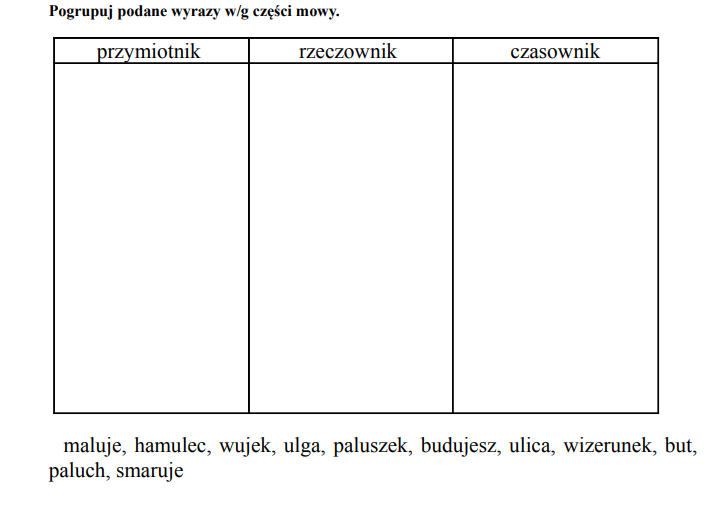 Pogrupuj podane wyrazy w/g części mowy.
przymiotnik rzeczownik czasownik
maluje, hamulec, wujek, ulga, paluszek, budujesz, ulica, wizerunek, but,
paluch, smaruje